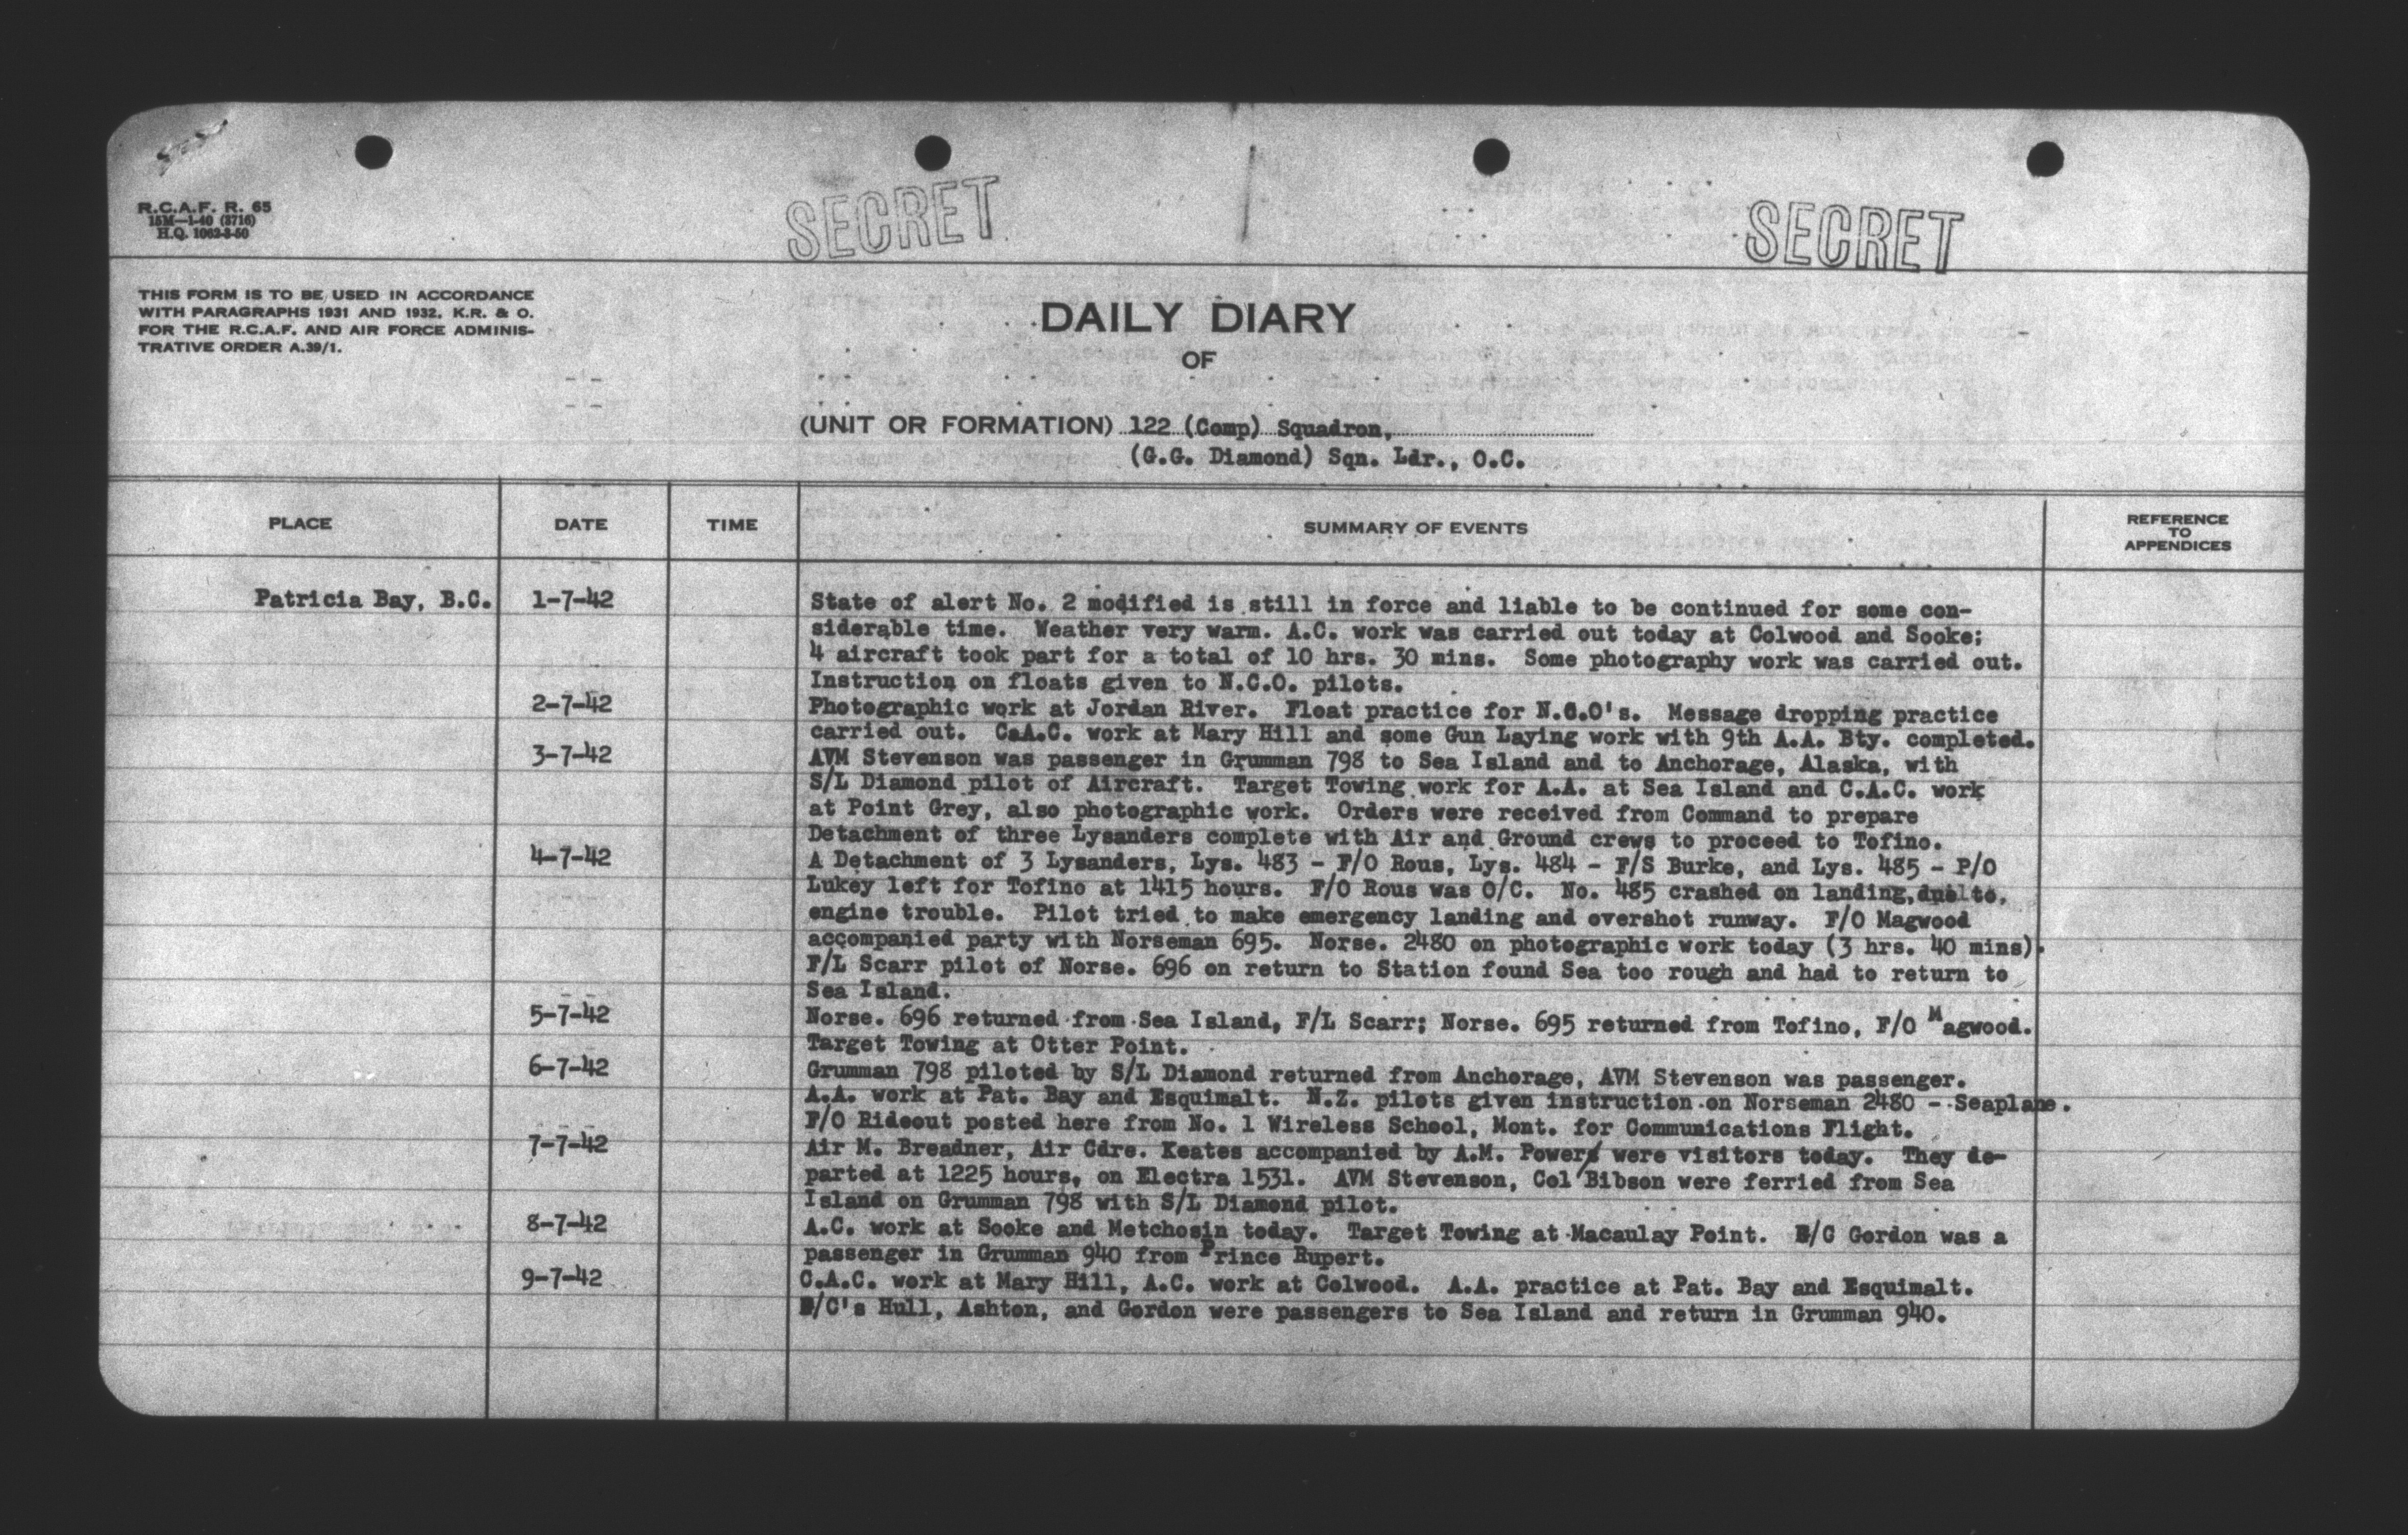 R.C.A.F. R. 65
15M—1-40 (3716)
H.Q. 1062-3-50
SECRET
SECRET
THIS FORM IS TO BE USED IN ACCORDANCE
WITH PARAGRAPHS 1931 AND 1932, K.R. & O.
FOR THE R.C.A.F. AND AIR FORCE ADMINIS-
TRATIVE ORDER A.39/1.
DAILY DIARY
OF
(UNIT OR FORMATION) 122 (Comp) Squadron,
(G.G. Diamond) Sqn. Ldr., O.C.
PLACE DATE TIME SUMMARY OF EVENTS REFERENCE TO APPENDICES
Patricia Bay, B.C. 1-7-42 State of alert No. 2 modified is still in force and liable to be continued for some con-
siderable time. Weather very warm. A.C. work was carried out today at Colwood and Sooke;
4 aircraft took part for a total of 10 hrs. 30 mins. Some photography work was carried out.
Instruction on floats given to N.C.O. pilots.
2-7-42 Photographic work at Jordan River. Float practice for N.C.O's. Message dropping practice
carried out. C.A.C. work at Mary Hill and some Gun Laying work with 9th A.A. Bty. completed.
3-7-42 AVM Stevenson was passenger in Grumman 798 to Sea Island and to Anchorage, Alaska, with
S/L Diamond pilot of Aircraft. Target Towing work for A.A. at Sea Island and C.A.C. work
at Point Grey, also photographic work. Orders were received from Command to prepare
Detachment of three Lysanders complete with Air and Ground crews to proceed to Tofino.
4-7-42 A Detachment of 3 Lysanders, Lys. 483 - F/O Rous, Lys. 484 - F/S Burke, and Lys. 485 - P/O
Lukey left for Tofino at 1415 hours. F/O Rous was O/C. No. 485 crashed on landing, due to,
engine trouble. Pilot tried to make emergency landing and overshot runway. F/O Magwood
accompanied party with Norseman 695. Norse. 2480 on photographic work today (3 hrs. 40 mins).
F/L Scarr pilot of Norse. 696 on return to Station found Sea too rough and had to return to
Sea Island.
5-7-42 Norse. 696 returned from Sea Island, F/L Scarr; Norse. 695 returned from Tofino, F/O Magwood.
Target Towing at Otter Point.
6-7-42 Grumman 798 piloted by S/L Diamond returned from Anchorage, AVM Stevenson was passenger.
A.A. work at Pat. Bay and Esquimalt. N.Z. pilots given instruction on Norseman 2480 - Seaplane.
F/O Rideout posted here from No. 1 Wireless School, Mont. for Communications Flight.
7-7-42 Air M. Breadner, Air Cdre. Keates accompanied by A.M. Power were visitors today. They de-
parted at 1225 hours, on Electra 1531. AVM Stevenson, Col Bibson were ferried from Sea
Island on Grumman 798 with S/L Diamond pilot.
8-7-42 A.C. work at Sooke and Metchosin today. Target Towing at Macaulay Point. G/C Gordon was a
passenger in Grumman 940 from Prince Rupert.
9-7-42 C.A.C. work at Mary Hill, A.C. work at Colwood. A.A. practice at Pat. Bay and Esquimalt.
G/C's Hull, Ashton, and Gordon were passengers to Sea Island and return in Grumman 940.